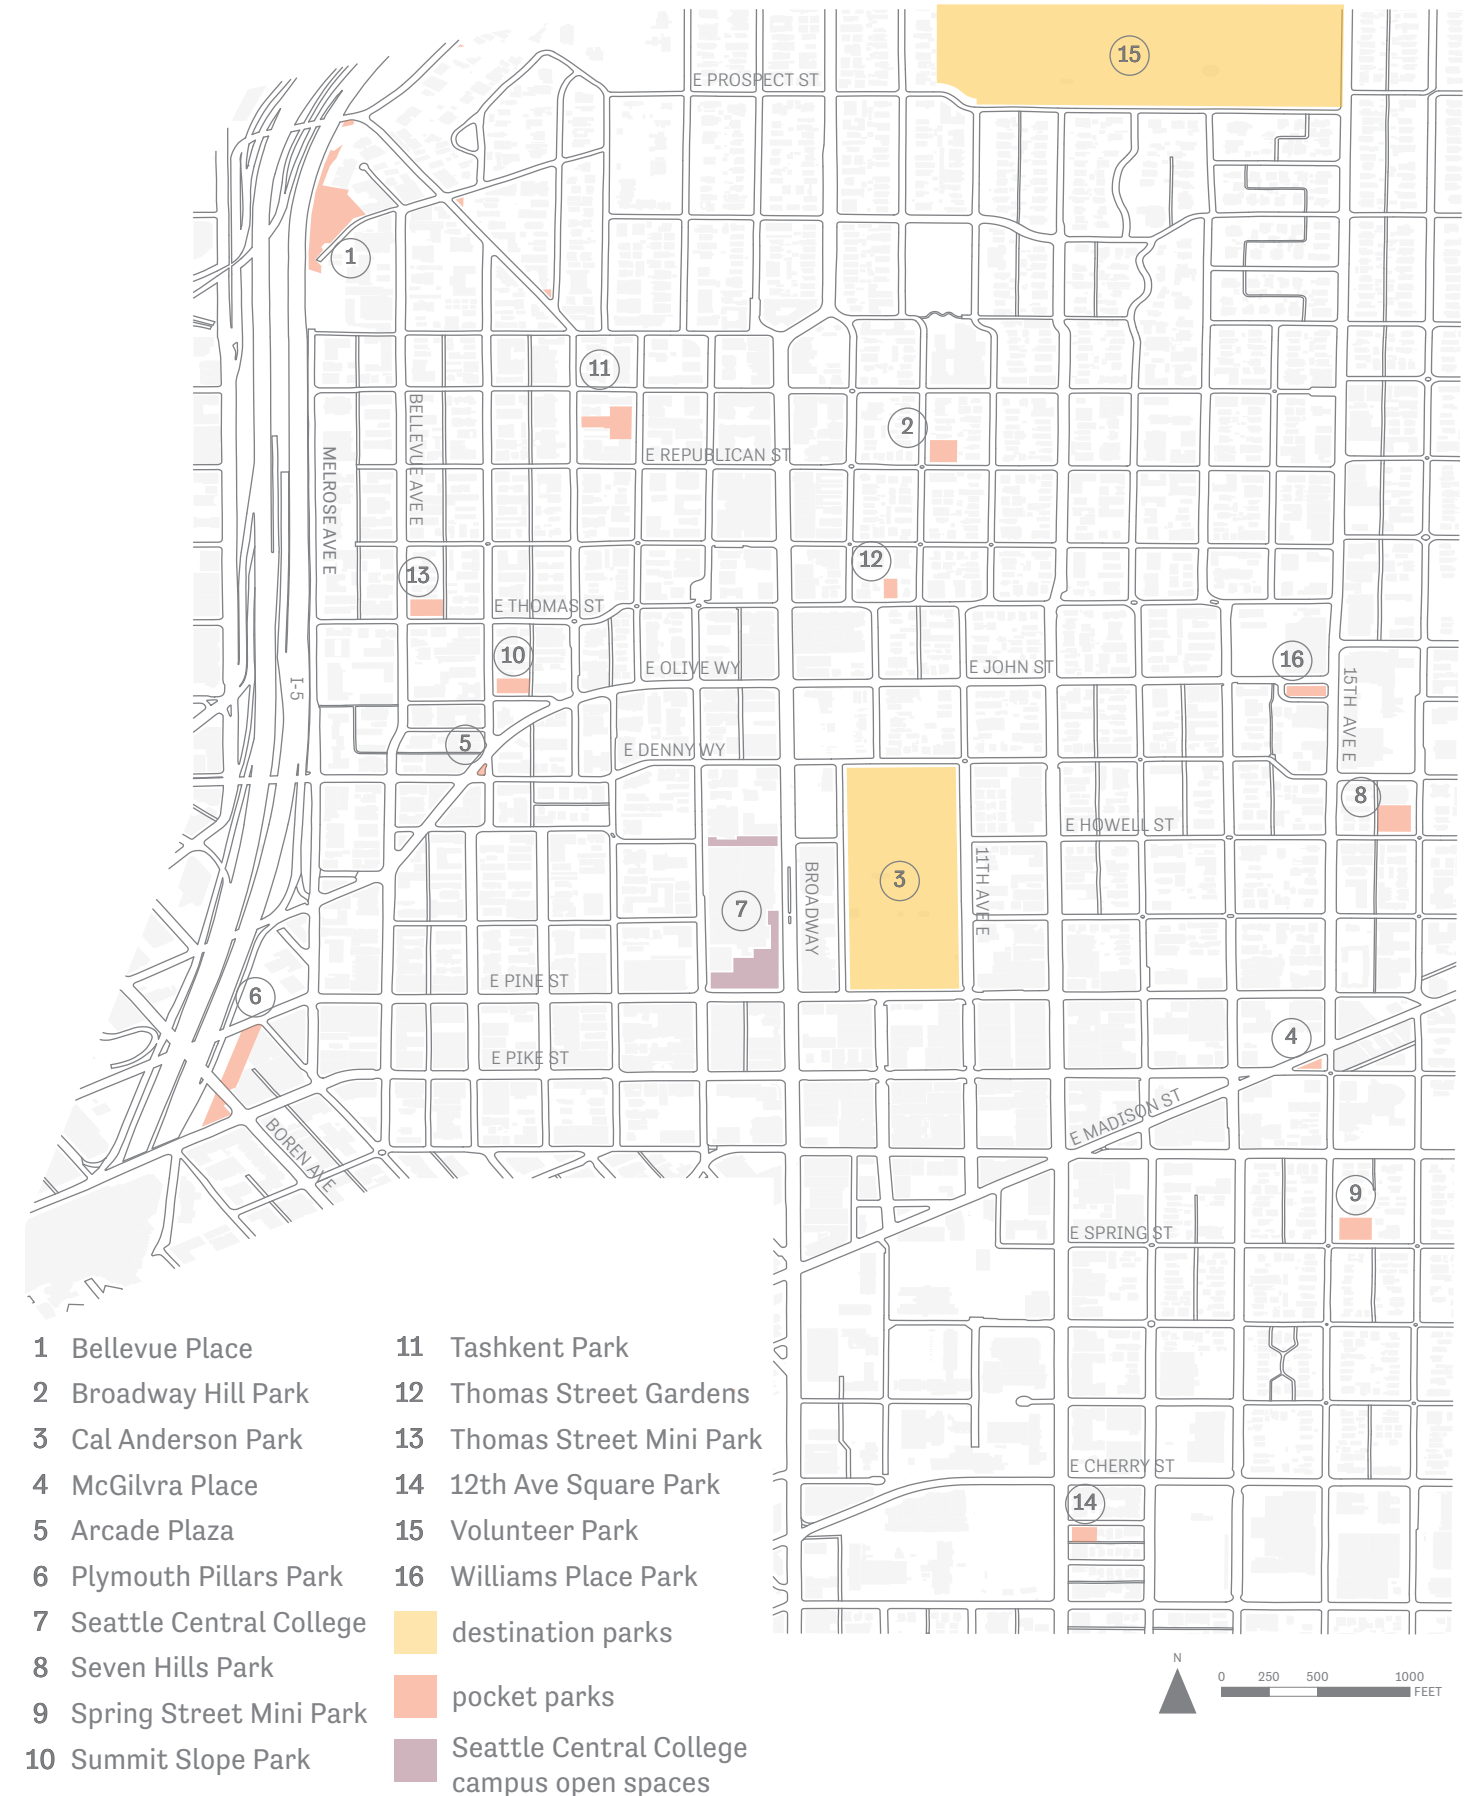 15
E PROSPECT ST
1
11
BELLEVUE AVE E
2
E REPUBLICAN ST
MELROSE AVE E
12
13
E THOMAS ST
10
E OLIVE WY
E JOHN ST
16
I-5
15TH AVE E
5
E DENNY WY
8
E HOWELL ST
BROADWAY
3
11TH AVE E
7
E PINE ST
6
4
E PIKE ST
E MADISON ST
BOREN AVE
9
E SPRING ST
E CHERRY ST
14
1 Bellevue Place
2 Broadway Hill Park
3 Cal Anderson Park
4 McGilvra Place
5 Arcade Plaza
6 Plymouth Pillars Park
7 Seattle Central College
8 Seven Hills Park
9 Spring Street Mini Park
10 Summit Slope Park
11 Tashkent Park
12 Thomas Street Gardens
13 Thomas Street Mini Park
14 12th Ave Square Park
15 Volunteer Park
16 Williams Place Park
destination parks
pocket parks
Seattle Central College
campus open spaces
N
0 250 500 1000
FEET